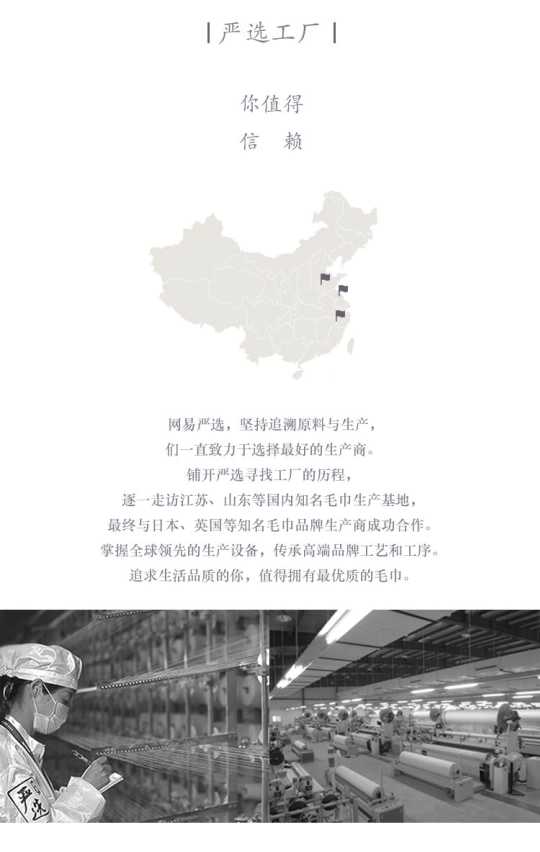 严选工厂
你值得
信 赖
网易严选，坚持追溯原料与生产，
们一直致力于选择最好的生产商。
铺开严选寻找工厂的历程，
逐一走访江苏、山东等国内知名毛巾生产基地，
最终与日本、英国等知名毛巾品牌生产商成功合作。
掌握全球领先的生产设备，传承高端品牌工艺和工序。
追求生活品质的你，值得拥有最优质的毛巾。
严选